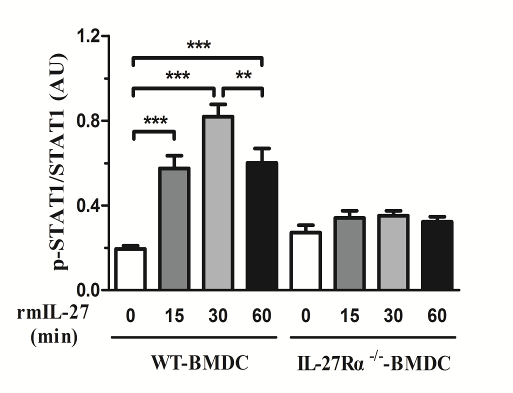 1.2
***
***
**
0.8
***
p-STAT1/STAT1 (AU)
0.4
0.0
rmIL-27 0 15 30 60 0 15 30 60
(min)
WT-BMDC IL-27Rα -/--BMDC